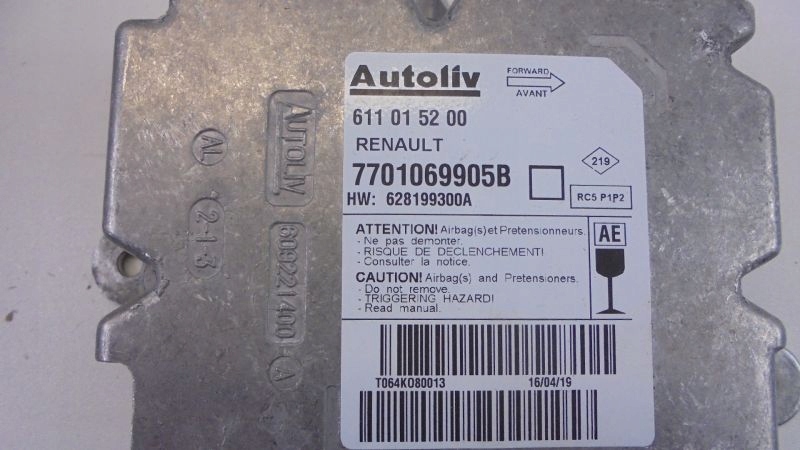 Autoliv
FORWARD
AVANT
611 01 52 00
RENAULT
7701069905B
HW: 628199300A
219
RC5 P1P2
ATTENTION! Airbag(s)et Pretensionneurs.
- Ne pas demonter.
- RISQUE DE DECLENCHEMENT!
- Consulter la notice.
AE
CAUTION! Airbag(s) and Pretensioners.
- Do not remove.
- TRIGGERING HAZARD!
- Read manual.
T064K080013
16/04/19
AUTOLIV
609221400-A
AL
2-1-3